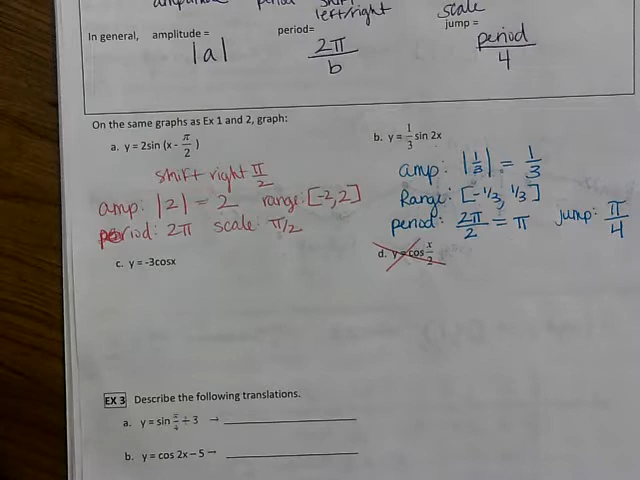 amplitude period shift
left/right scale
In general, amplitude = period= jump =
|a| 2π/b period/4
On the same graphs as Ex 1 and 2, graph:
a. y = 2sin (x - π/2) b. y = 1/3 sin 2x
shift right π/2 amp: |1/3| = 1/3
amp: |2| = 2 range: [-2,2] Range: [-1/3, 1/3]
period: 2π scale: π/2 period: 2π/2 = π jump: π/4
c. y = -3cosx d. y = cos x/2
EX 3 Describe the following translations.
a. y = sin x/4 + 3 →
b. y = cos 2x – 5 →